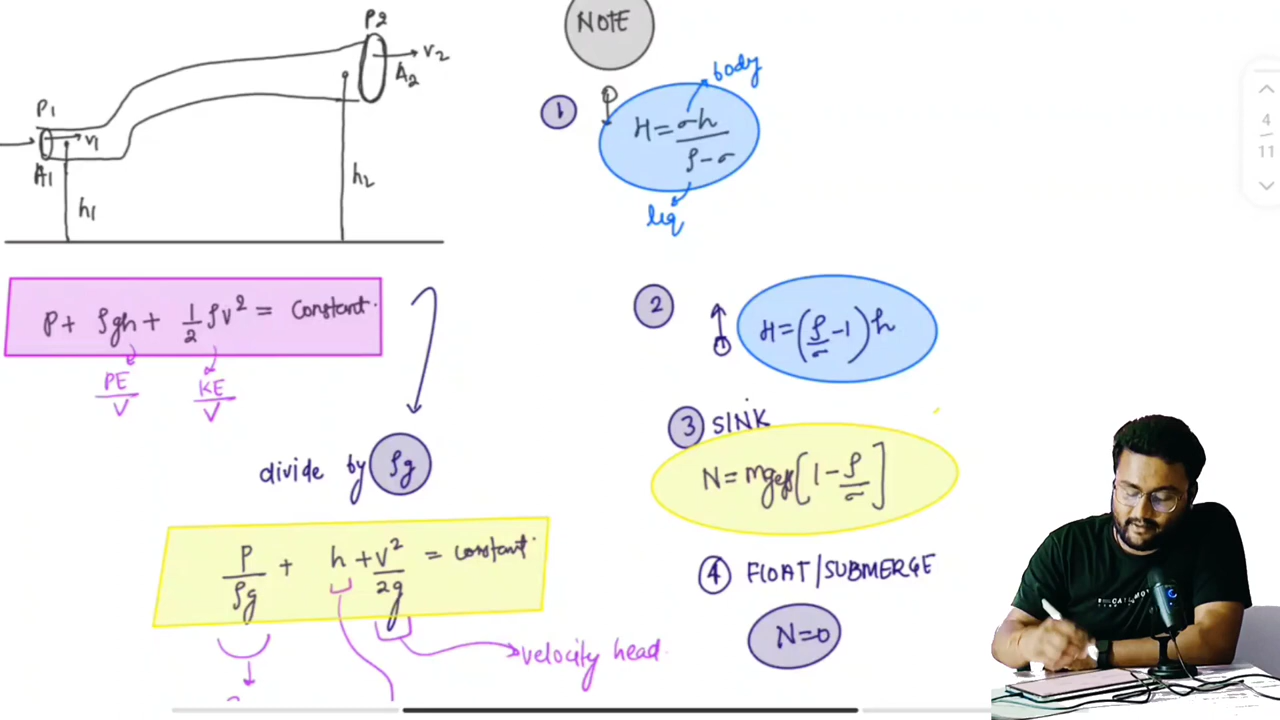 P1
v1
A1
h1
P2
v2
A2
h2
P + ρgh + 1/2 ρv² = Constant.
PE/V
KE/V
divide by ρg
P/ρg + h + v²/2g = constant.
velocity head.
NOTE
1
H = σh/ρ-σ
body
liq
2
H = (ρ/σ - 1) h
3 SINK
N = mgeff [1 - ρ/σ]
4 FLOAT/SUBMERGE
N=0
4
11